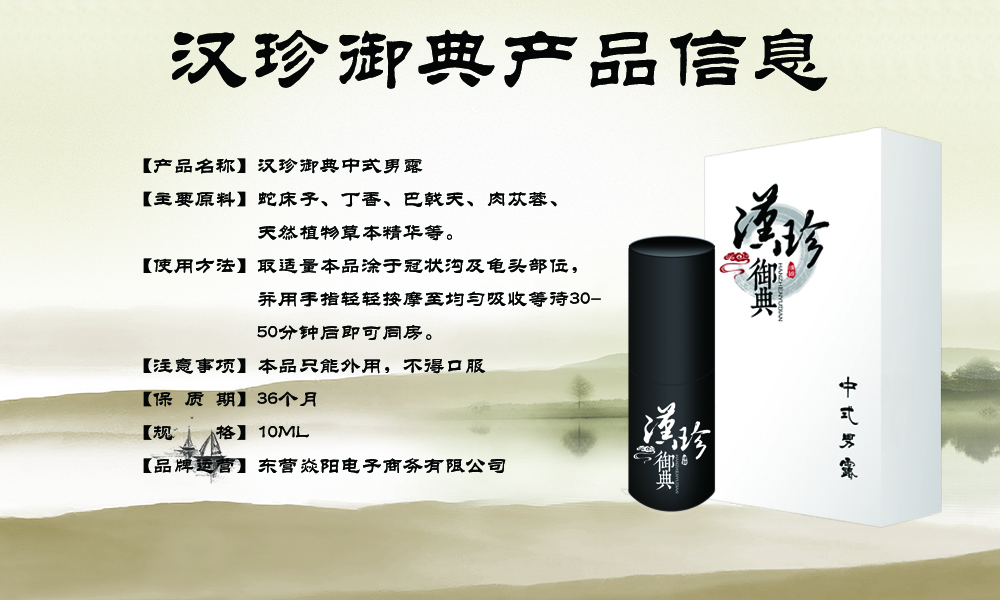 汉珍御典产品信息
【产品名称】汉珍御典中式男露
【主要原料】蛇床子、丁香、巴戟天、肉苁蓉、
天然植物草本精华等。
【使用方法】取适量本品涂于冠状沟及龟头部位，
并用手指轻轻按摩至均匀吸收等待30-
50分钟后即可同房。
【注意事项】本品只能外用，不得口服
【保 质 期】36个月
【规 格】10ML
【品牌运营】东营焱阳电子商务有限公司
漢珍
御典
HANZHENYUDIAN
中式男露
漢珍
御典
HANZHENYUDIAN